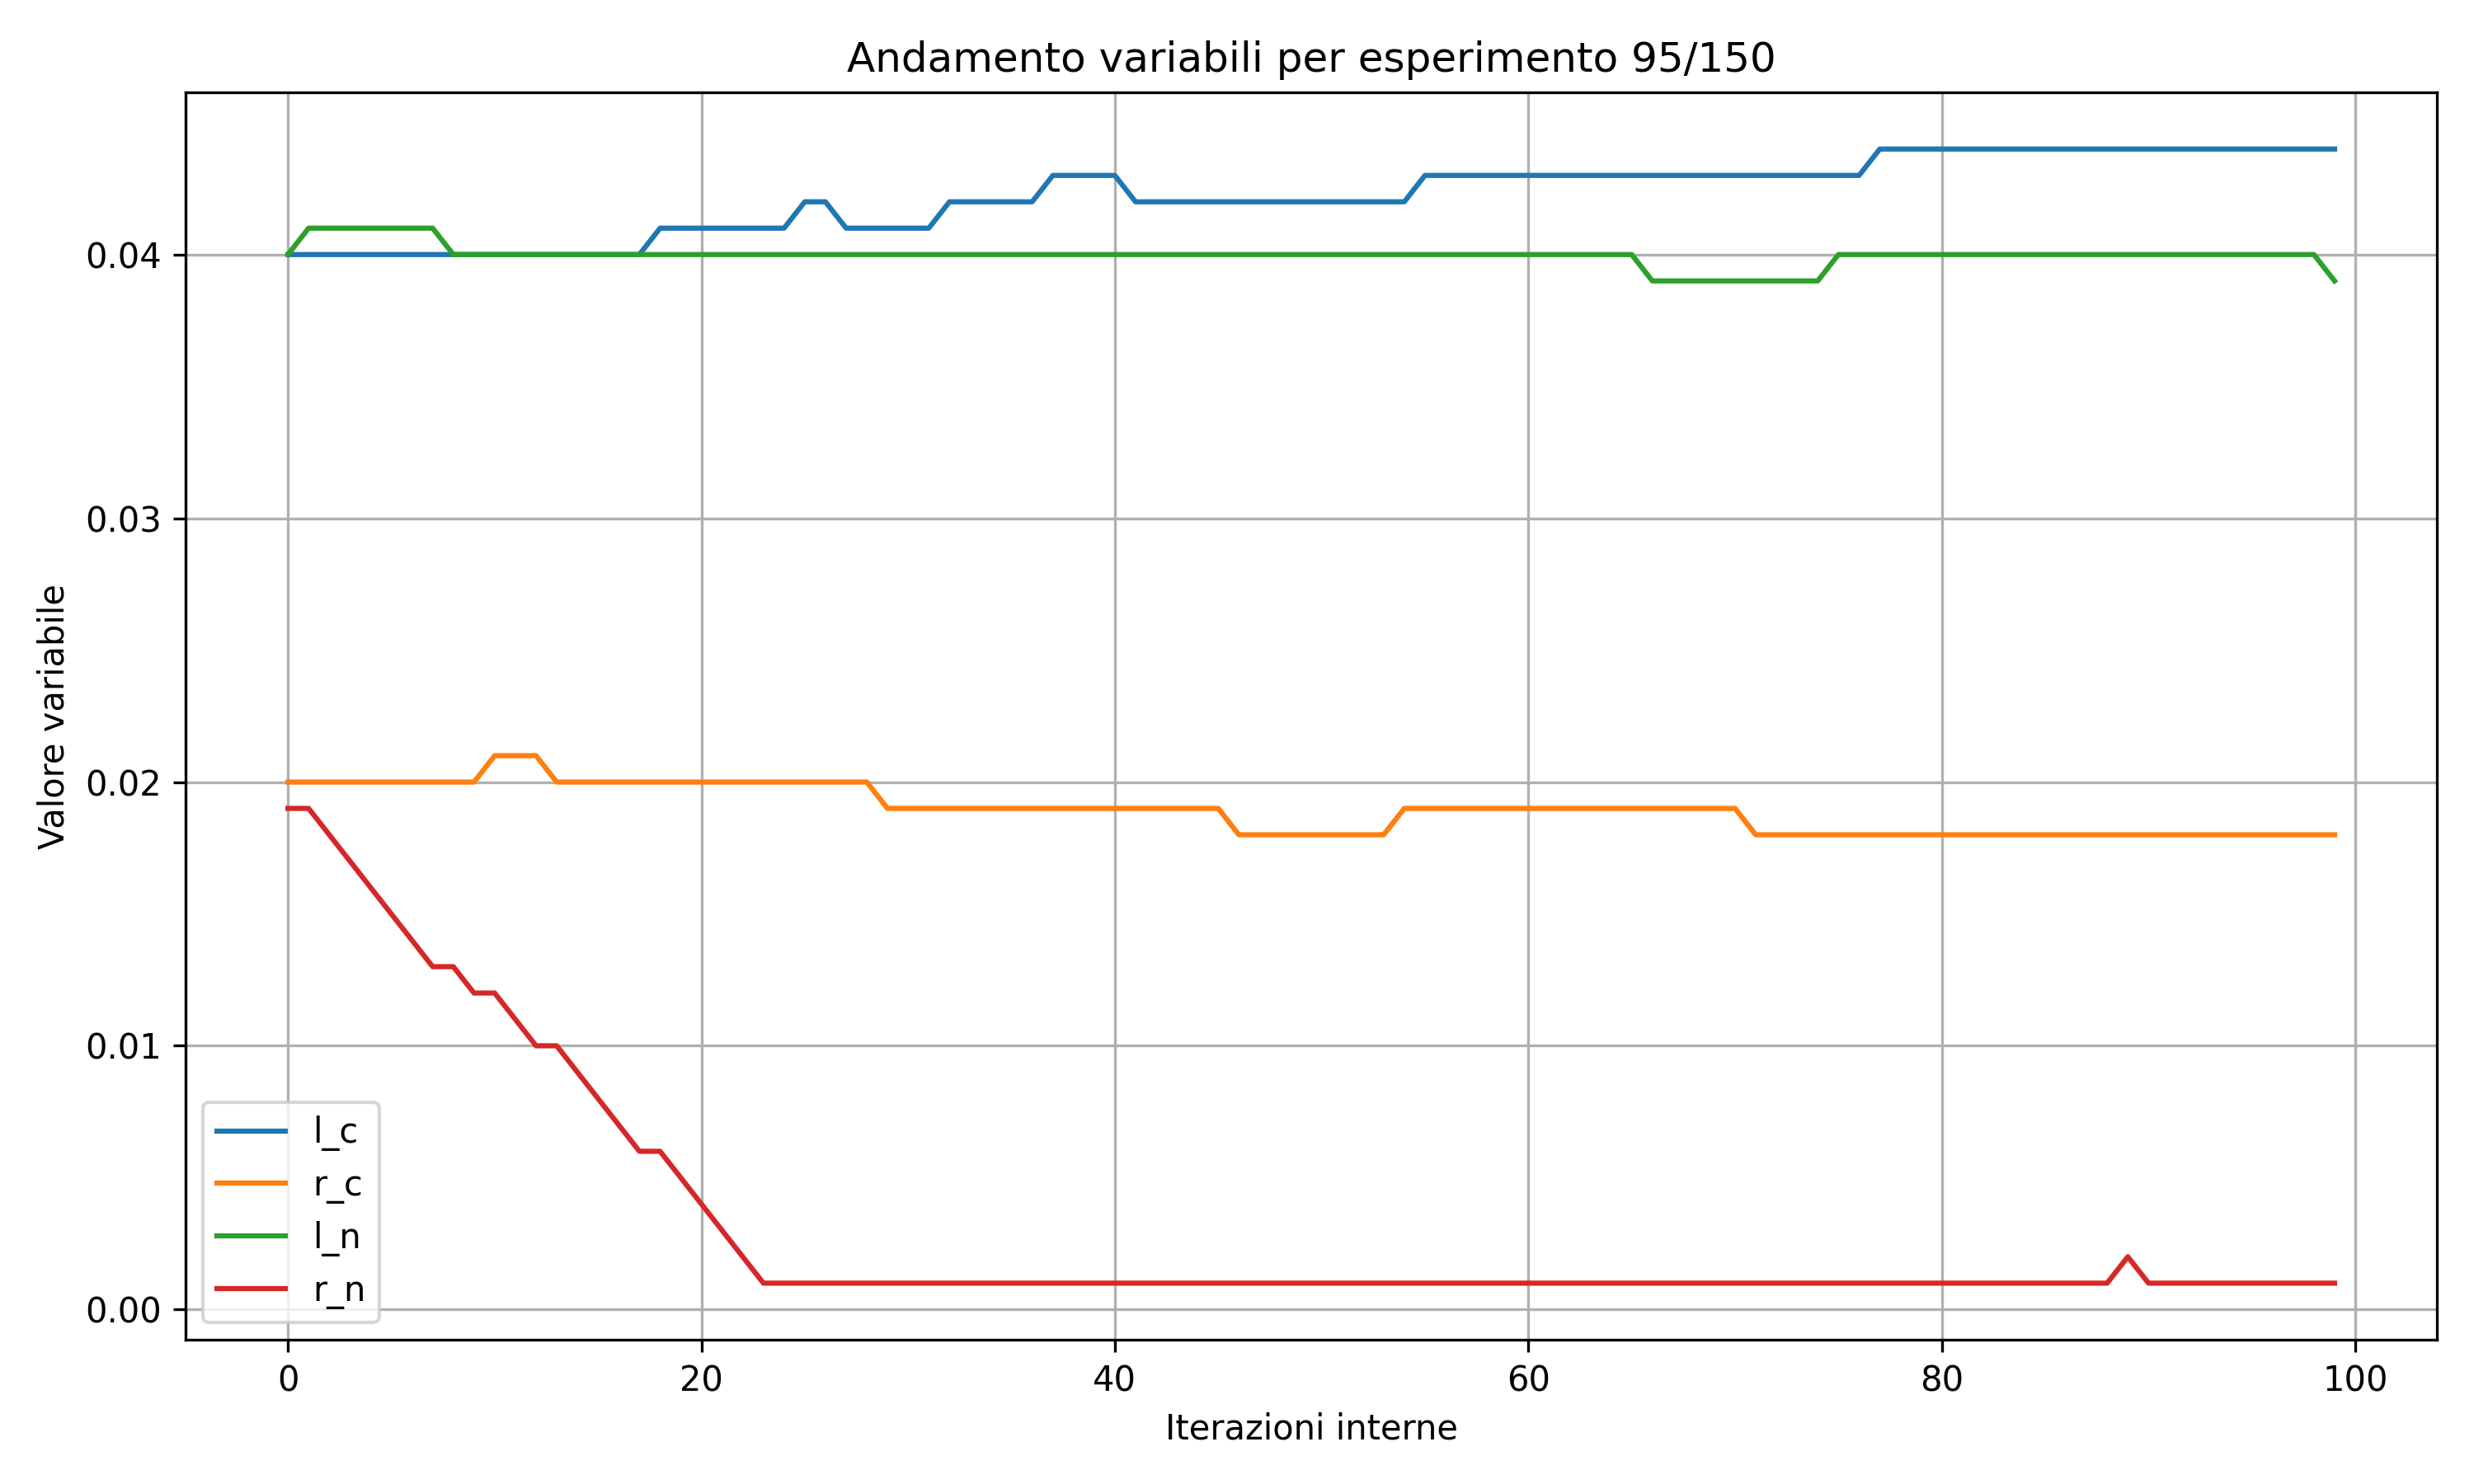 Andamento variabili per esperimento 95/150
Valore variabile
0.04
0.03
0.02
0.01
0.00
l_c
r_c
l_n
r_n
0 20 40 60 80 100
Iterazioni interne